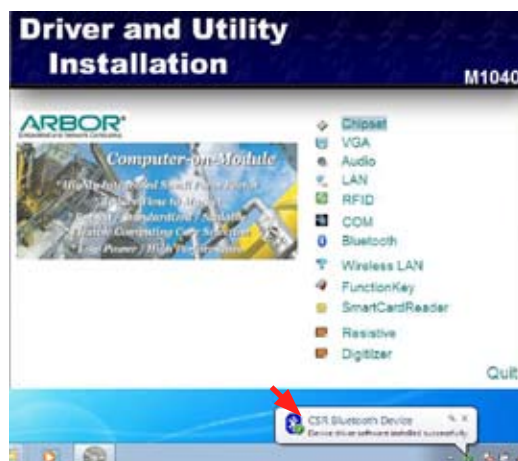 Driver and Utility
Installation
M1040
ARBOR
Computer-on-Module
Chipset
VGA
Audio
LAN
RFID
COM
Bluetooth
Wireless LAN
FunctionKey
SmartCardReader
Resistive
Digitizer
Quit
CSR Bluetooth Device
Device driver software installed successfully.